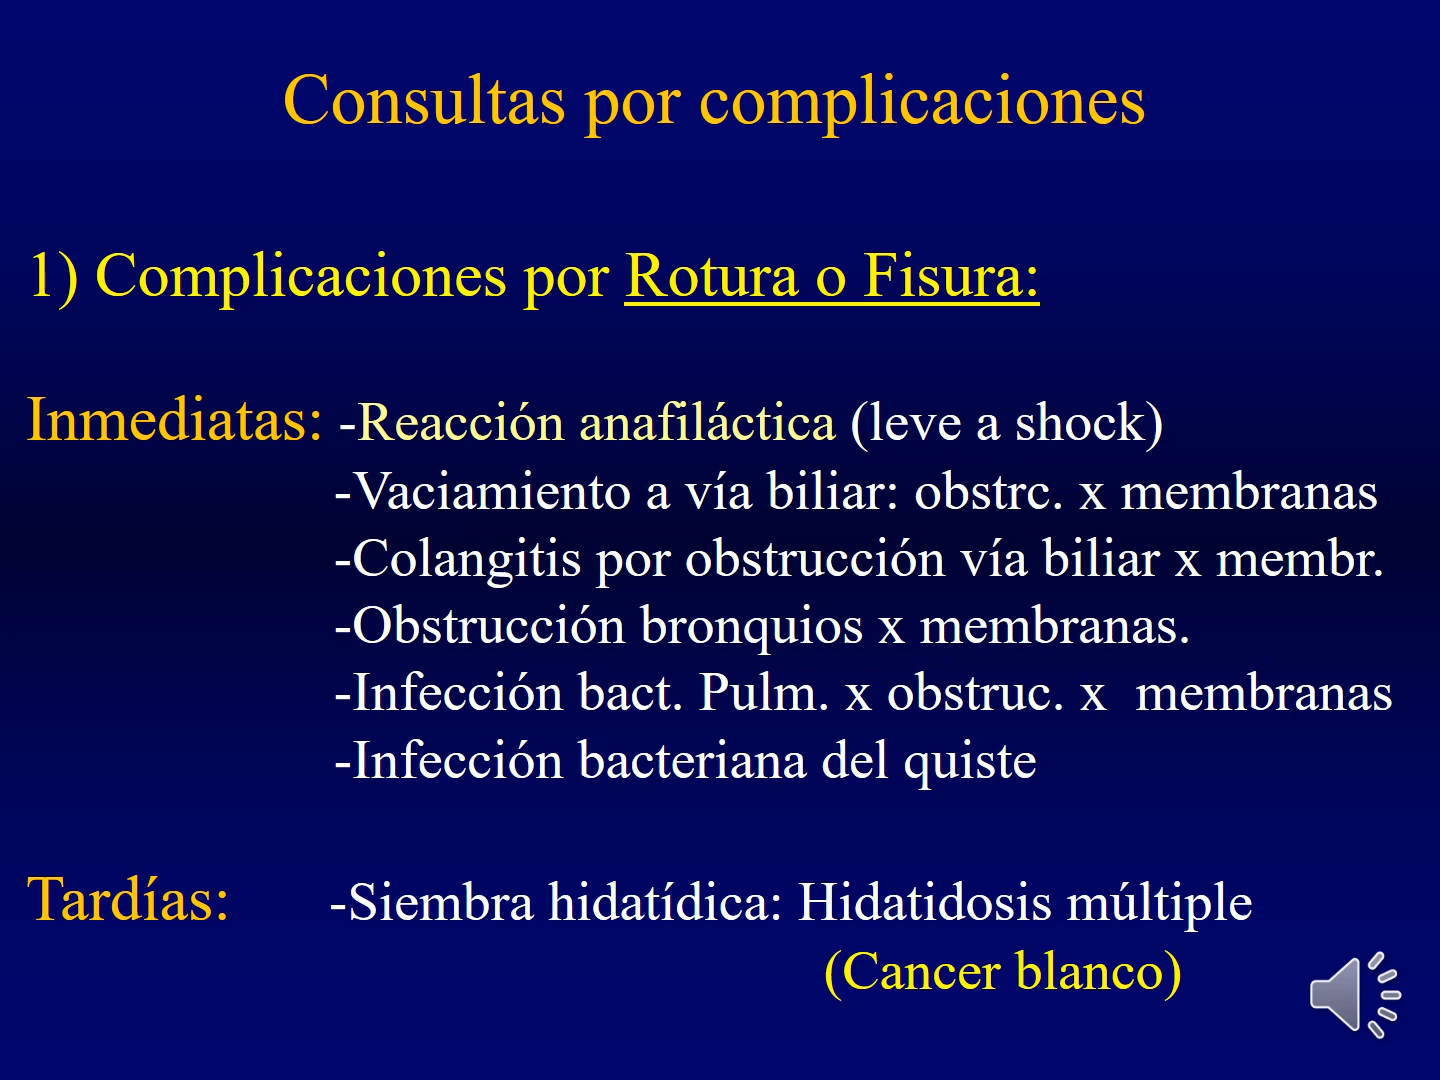 Consultas por complicaciones
1) Complicaciones por Rotura o Fisura:
Inmediatas: -Reacción anafiláctica (leve a shock)
-Vaciamiento a vía biliar: obstrc. x membranas
-Colangitis por obstrucción vía biliar x membr.
-Obstrucción bronquios x membranas.
-Infección bact. Pulm. x obstruc. x membranas
-Infección bacteriana del quiste
Tardías: -Siembra hidatídica: Hidatidosis múltiple
(Cancer blanco)